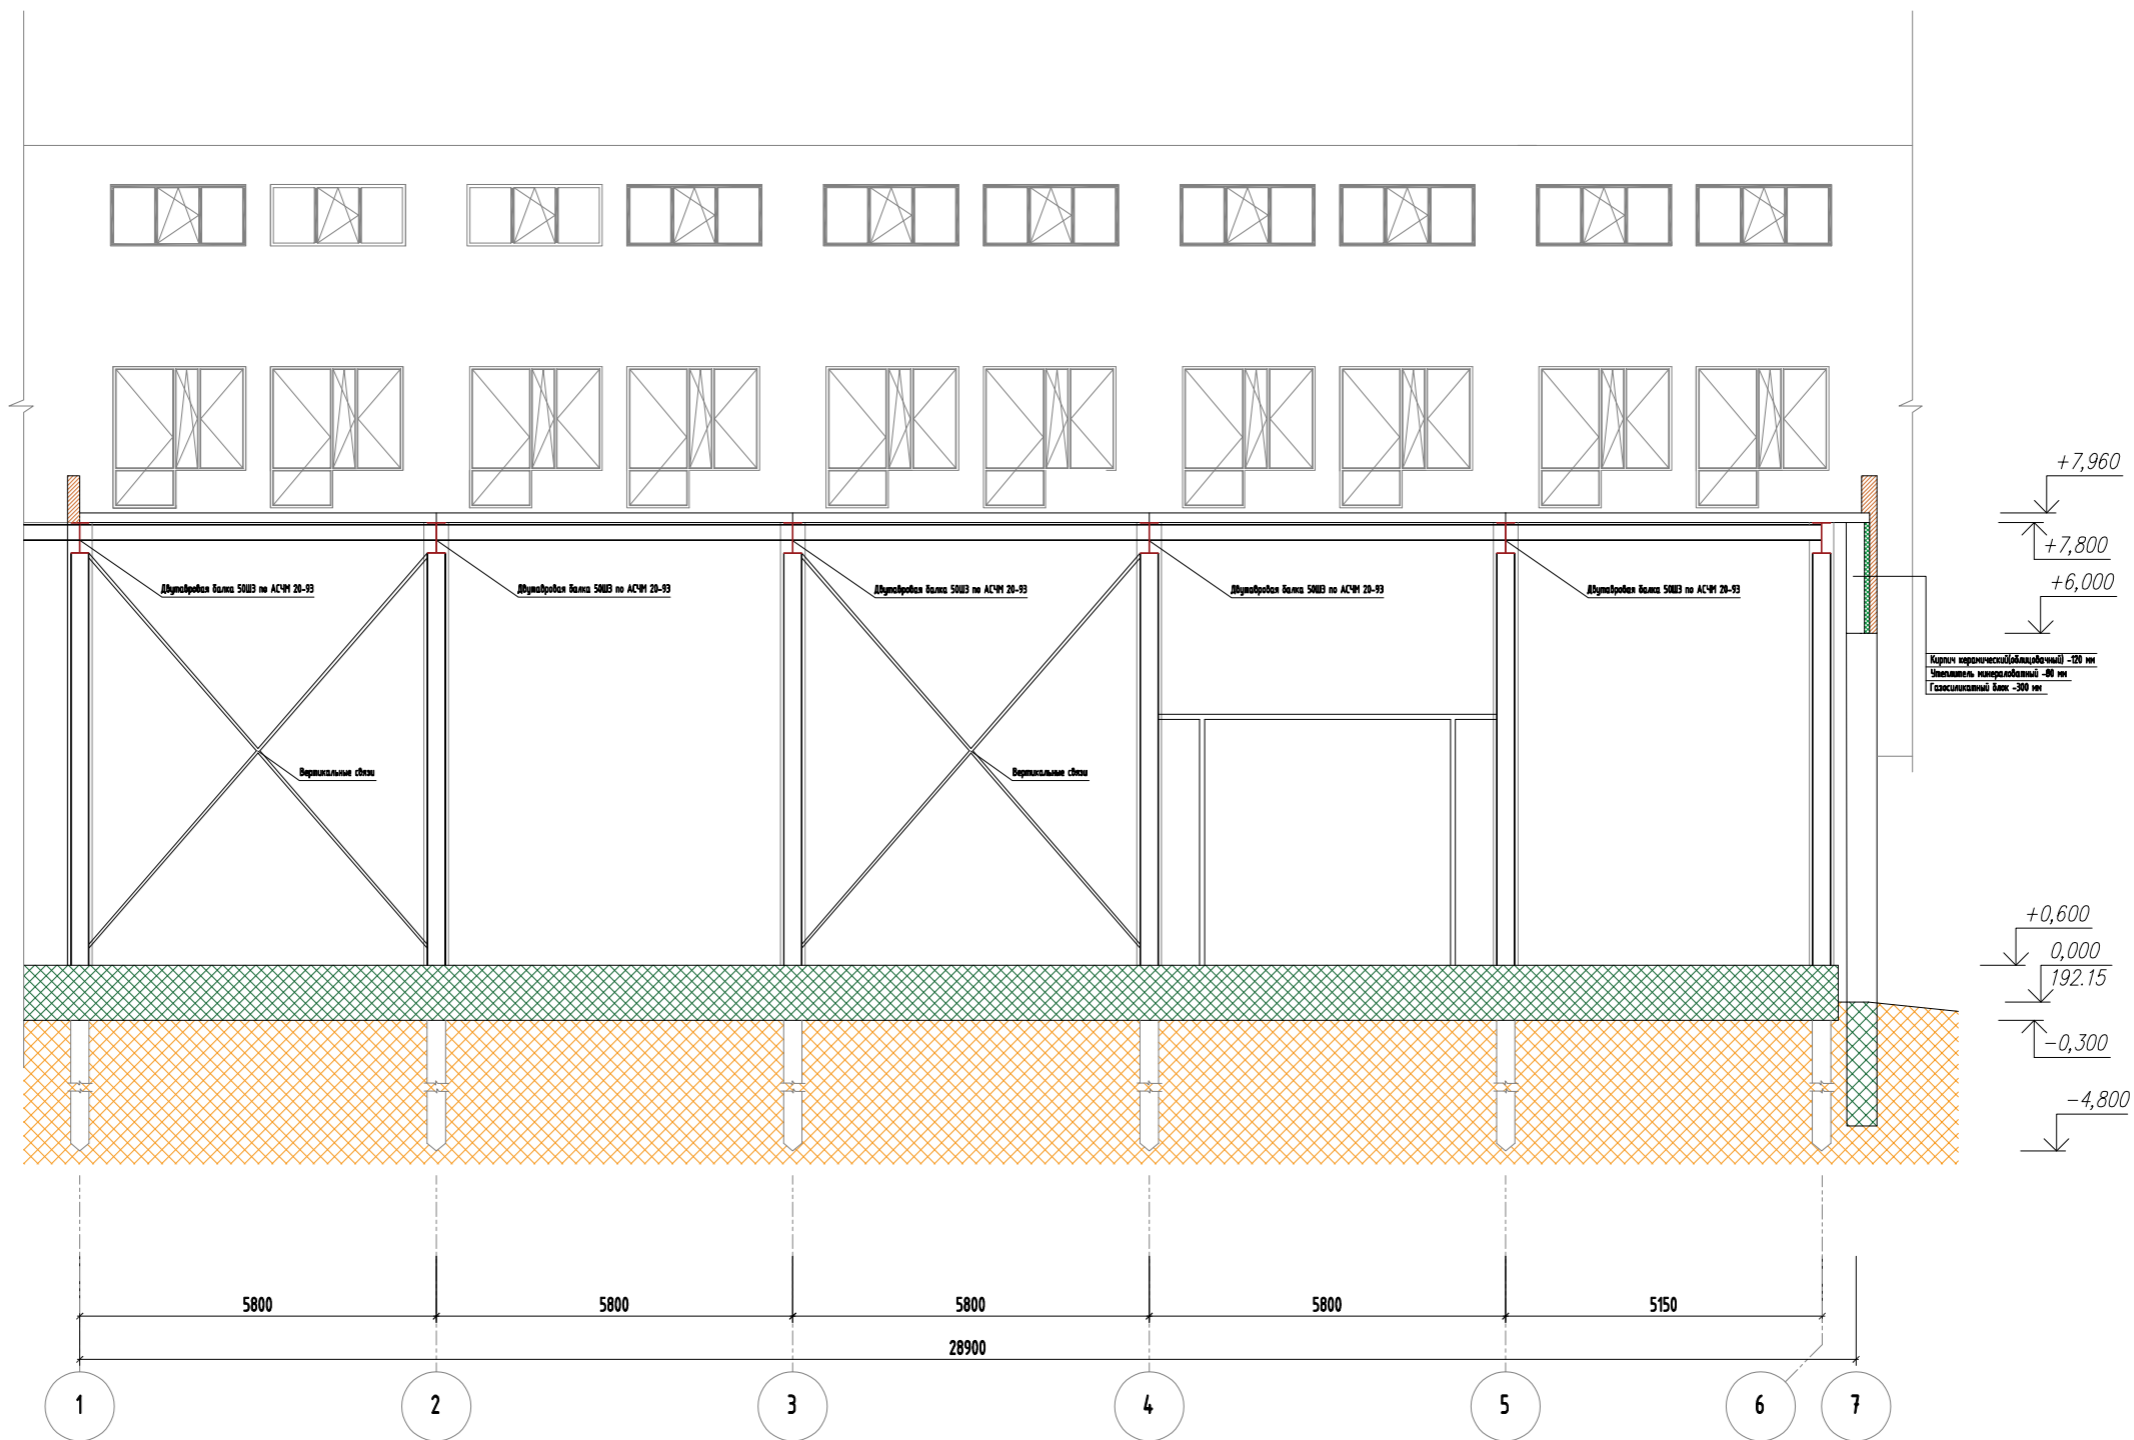 +7,960
+7,800
+6,000
Двутавровая балка 50Ш3 по АСЧМ 20-93
Двутавровая балка 50Ш3 по АСЧМ 20-93
Двутавровая балка 50Ш3 по АСЧМ 20-93
Двутавровая балка 50Ш3 по АСЧМ 20-93
Двутавровая балка 50Ш3 по АСЧМ 20-93
Кирпич керамический(облицовачный) -120 мм
Утеплитель минераловатный -80 мм
Газосиликатный блок -300 мм
Вертикальные связи
Вертикальные связи
+0,600
0,000
192.15
-0,300
-4,800
5800
5800
5800
5800
5150
28900
1
2
3
4
5
6
7